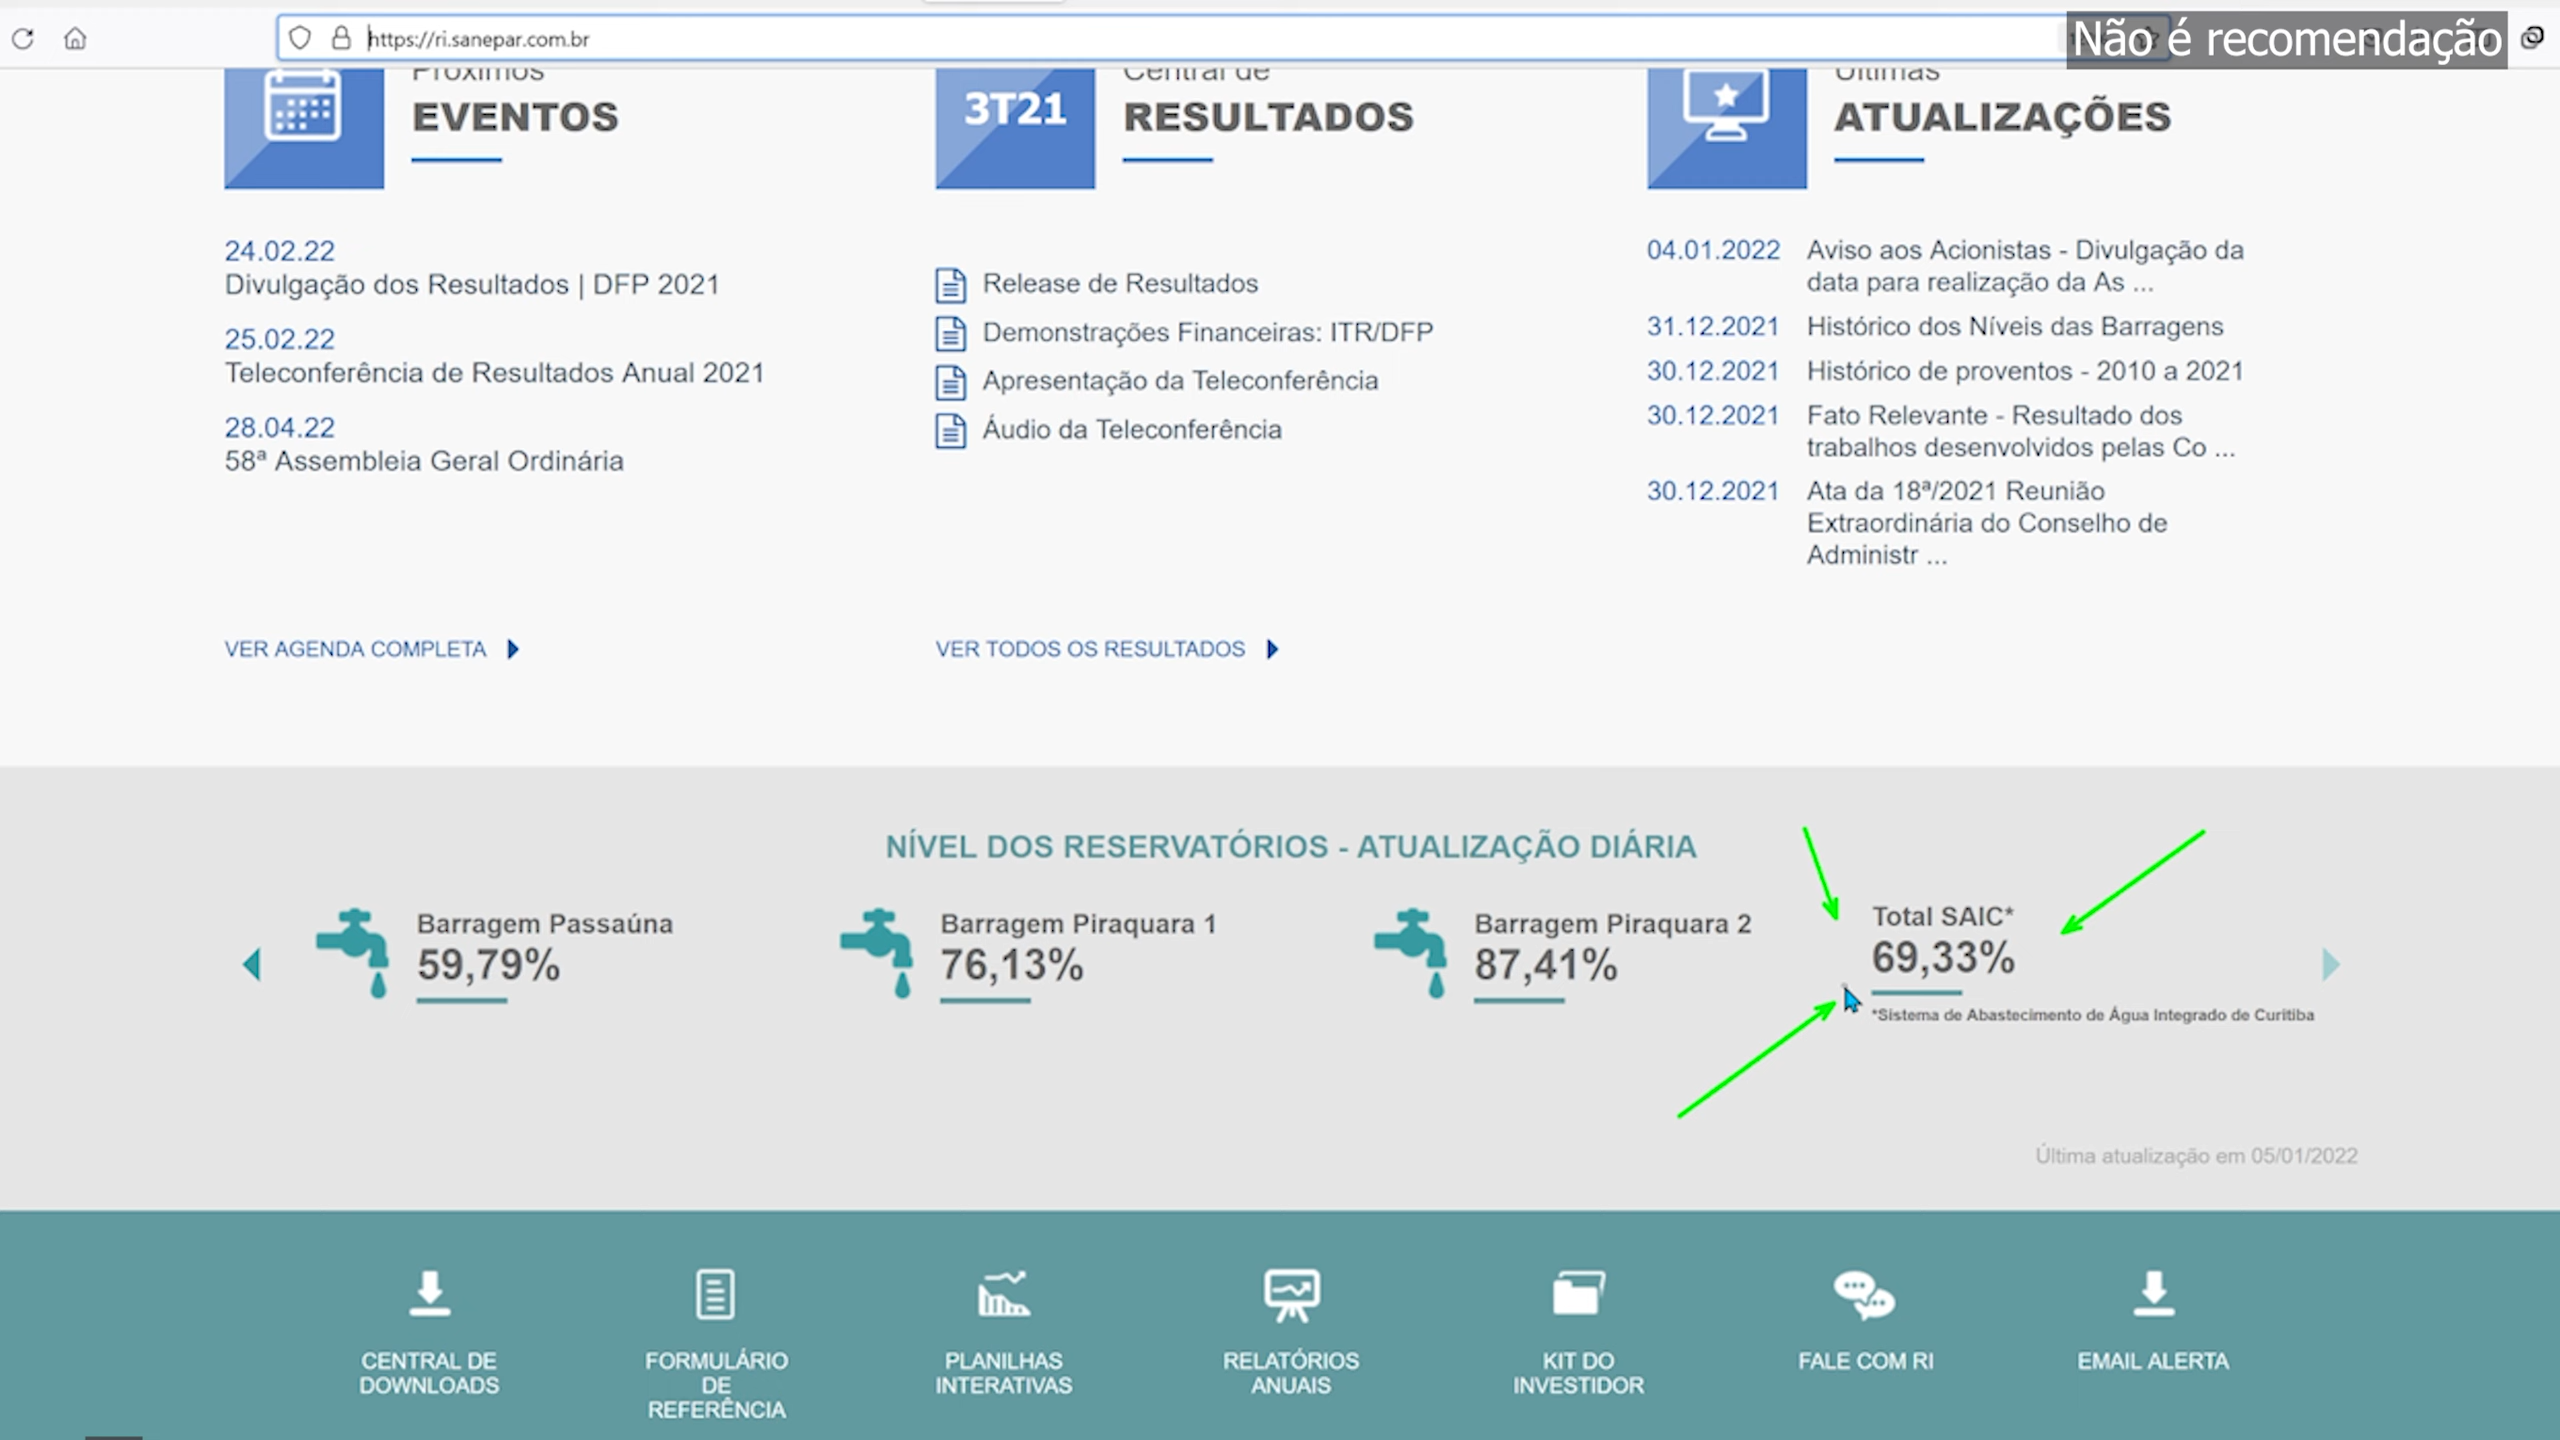 https://ri.sanepar.com.br
Não é recomendação
Próximos
EVENTOS
24.02.22
Divulgação dos Resultados | DFP 2021
25.02.22
Teleconferência de Resultados Anual 2021
28.04.22
58ª Assembleia Geral Ordinária
VER AGENDA COMPLETA
3T21
Central de
RESULTADOS
Release de Resultados
Demonstrações Financeiras: ITR/DFP
Apresentação da Teleconferência
Áudio da Teleconferência
VER TODOS OS RESULTADOS
Últimas
ATUALIZAÇÕES
04.01.2022 Aviso aos Acionistas - Divulgação da
data para realização da As ...
31.12.2021 Histórico dos Níveis das Barragens
30.12.2021 Histórico de proventos - 2010 a 2021
30.12.2021 Fato Relevante - Resultado dos
trabalhos desenvolvidos pelas Co ...
30.12.2021 Ata da 18ª/2021 Reunião
Extraordinária do Conselho de
Administr ...
NÍVEL DOS RESERVATÓRIOS - ATUALIZAÇÃO DIÁRIA
Barragem Passaúna
59,79%
Barragem Piraquara 1
76,13%
Barragem Piraquara 2
87,41%
Total SAIC*
69,33%
*Sistema de Abastecimento de Água Integrado de Curitiba
Última atualização em 05/01/2022
CENTRAL DE
DOWNLOADS
FORMULÁRIO
DE
REFERÊNCIA
PLANILHAS
INTERATIVAS
RELATÓRIOS
ANUAIS
KIT DO
INVESTIDOR
FALE COM RI
EMAIL ALERTA